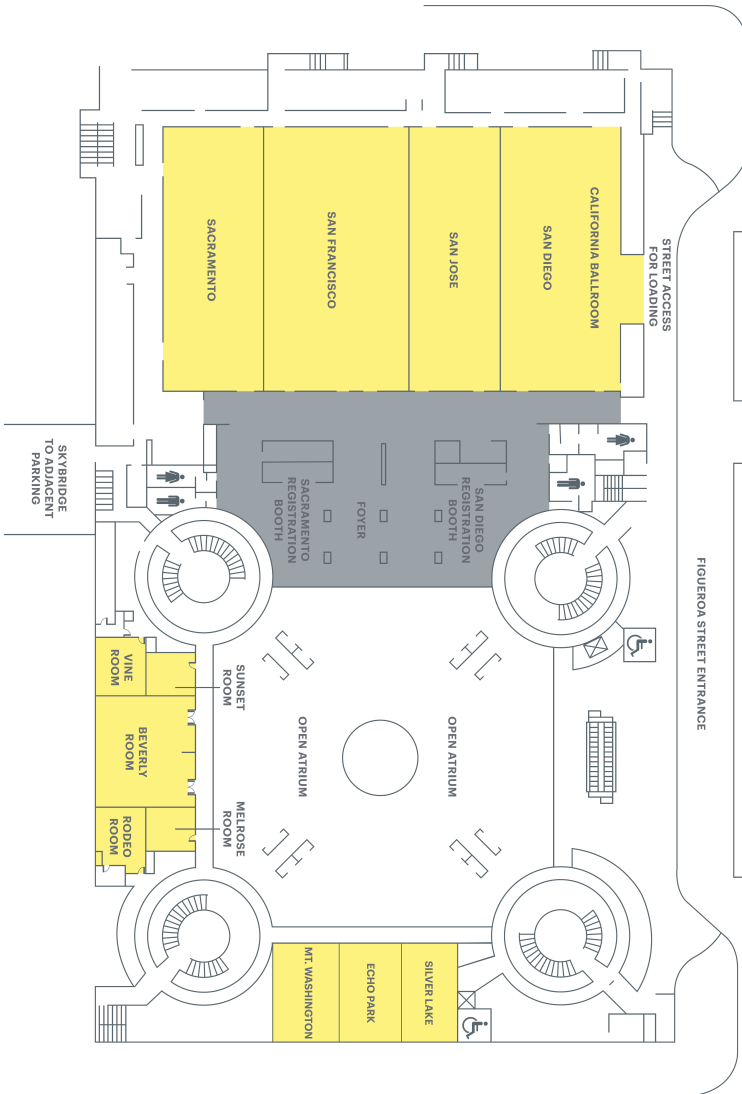 STREET ACCESS
FOR LOADING
CALIFORNIA BALLROOM
SAN DIEGO
SAN JOSE
SAN FRANCISCO
SACRAMENTO
SAN DIEGO
REGISTRATION
BOOTH
FOYER
SACRAMENTO
REGISTRATION
BOOTH
SKYBRIDGE
TO ADJACENT
PARKING
FIGUEROA STREET ENTRANCE
OPEN ATRIUM
OPEN ATRIUM
SUNSET
ROOM
VINE
ROOM
BEVERLY
ROOM
MELROSE
ROOM
RODEO
ROOM
SILVER LAKE
ECHO PARK
MT. WASHINGTON